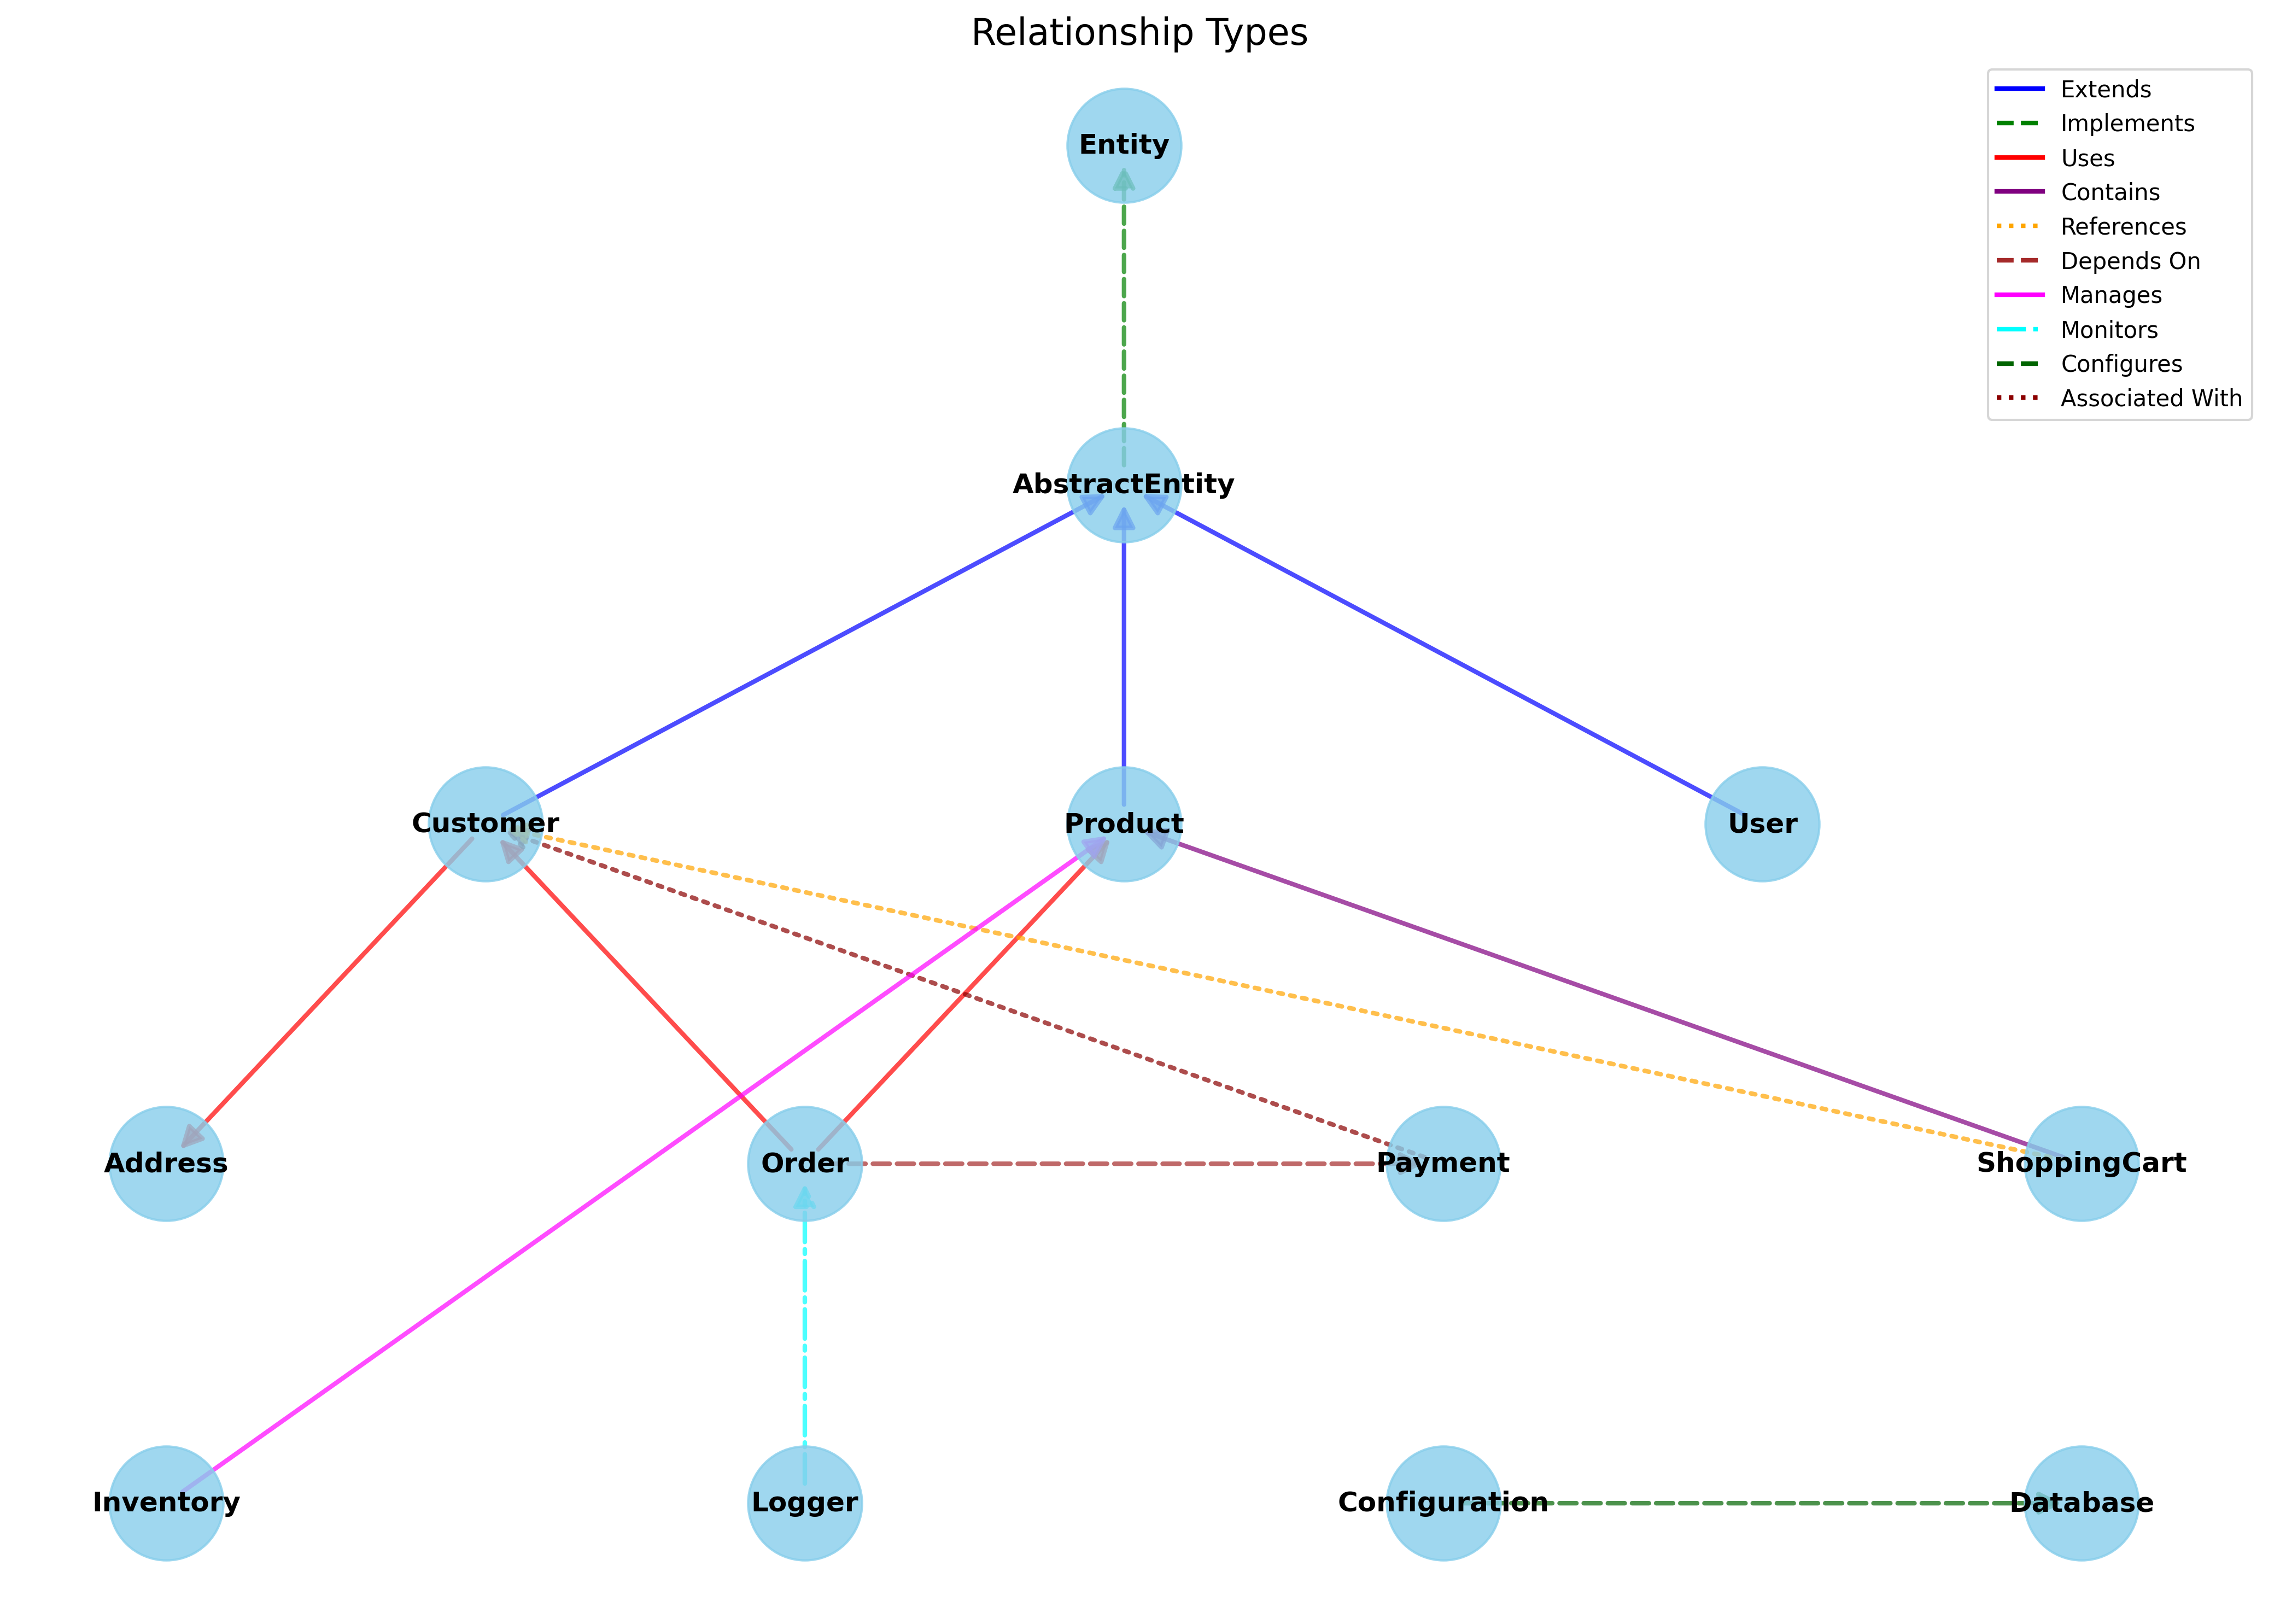 Relationship Types
Extends
Implements
Uses
Contains
References
Depends On
Manages
Monitors
Configures
Associated With
Entity
AbstractEntity
Customer
Product
User
Address
Order
Payment
ShoppingCart
Inventory
Logger
Configuration
Database